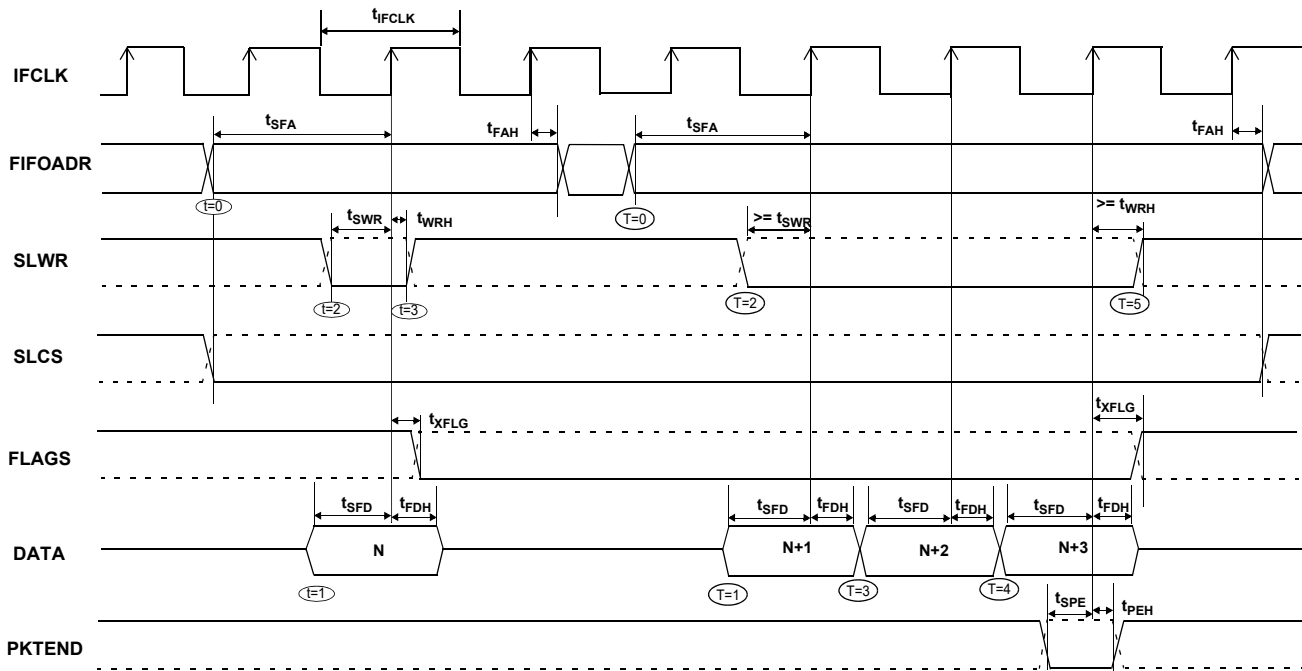 tIFCLK
IFCLK
tSFA
tFAH
tSFA
tFAH
FIFOADR
t=0
T=0
tSWR
tWRH
>= tSWR
>= tWRH
SLWR
t=2
t=3
T=2
T=5
SLCS
tXFLG
tXFLG
FLAGS
tSFD
tFDH
tSFD
tFDH
tSFD
tFDH
tSFD
tFDH
DATA
N
N+1
N+2
N+3
t=1
T=1
T=3
T=4
tSPE
tPEH
PKTEND